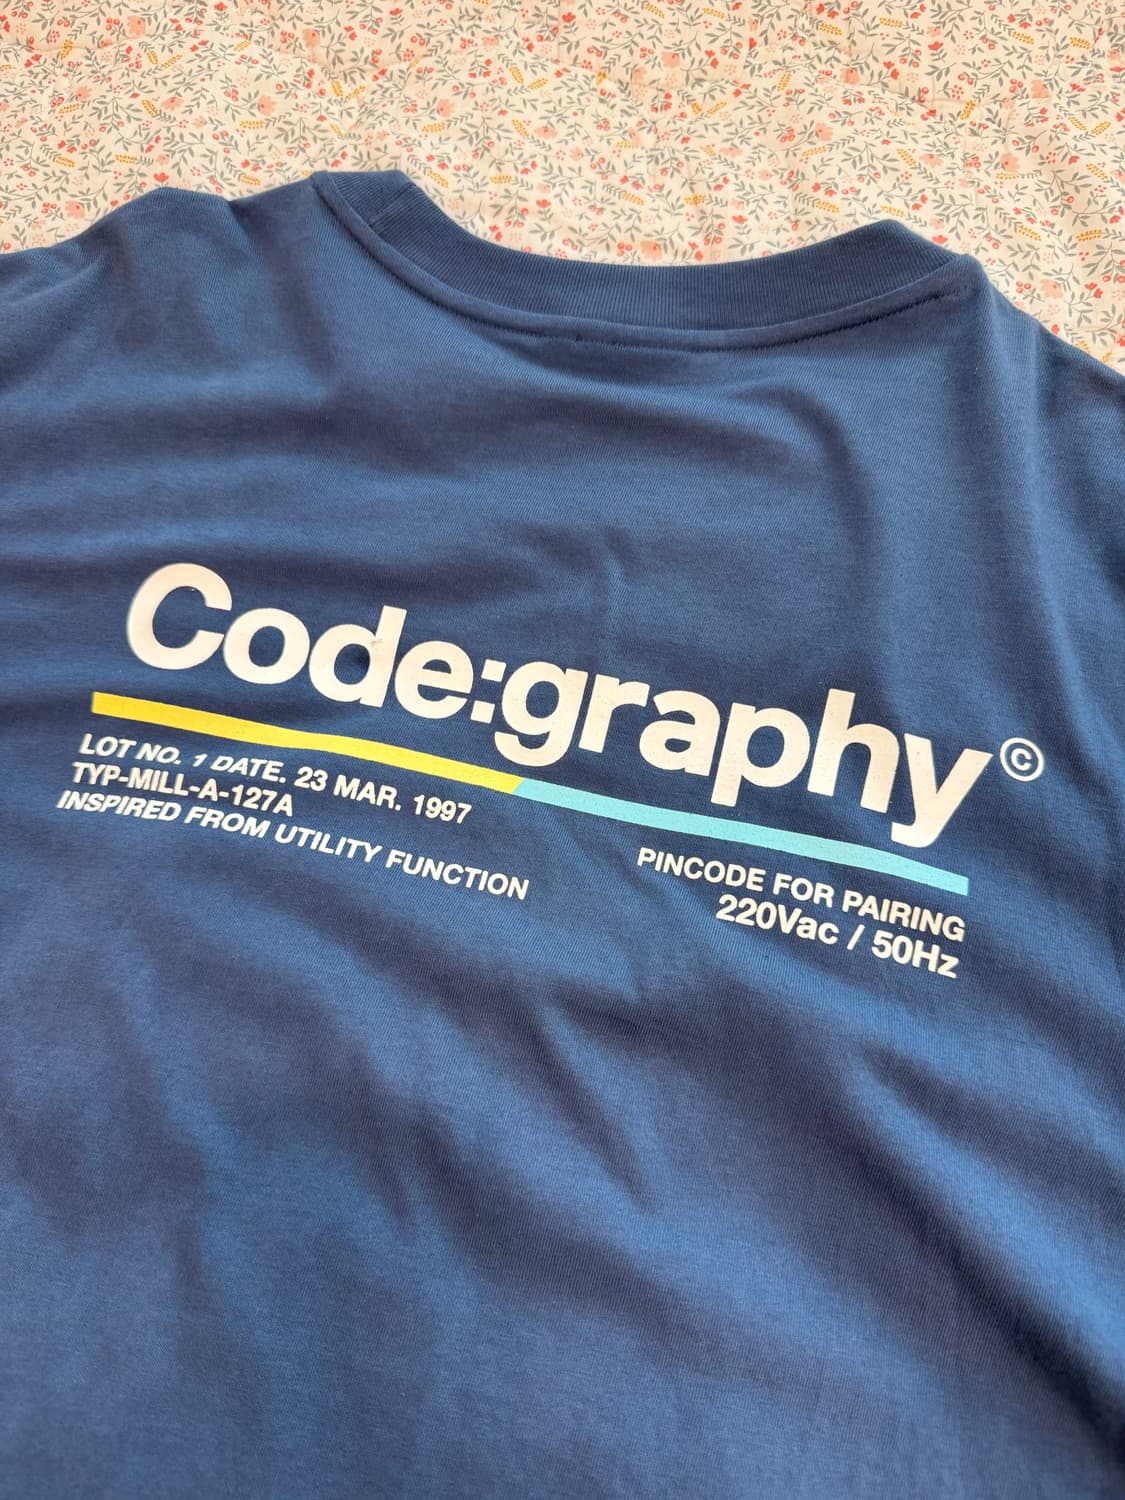 Code:graphy©
LOT NO. 1 DATE. 23 MAR. 1997
TYP-MILL-A-127A
INSPIRED FROM UTILITY FUNCTION
PINCODE FOR PAIRING
220Vac / 50Hz